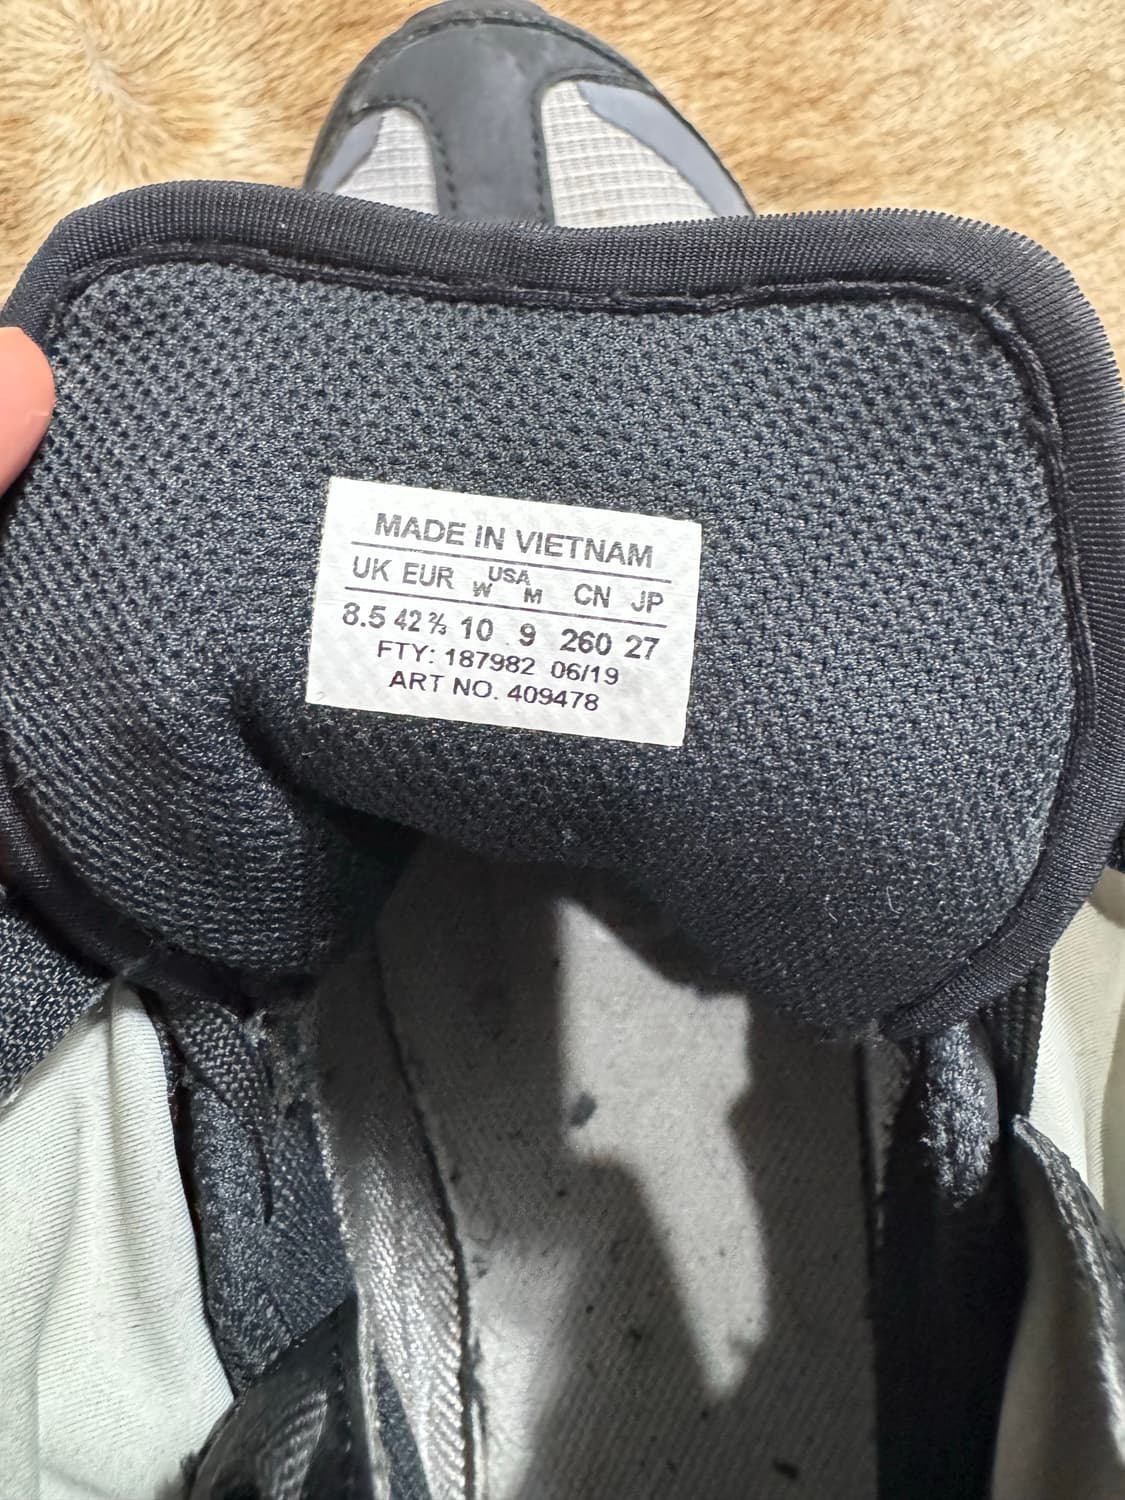 MADE IN VIETNAM
UK EUR W USA M CN JP
8.5 42 ⅔ 10 9 260 27
FTY: 187982 06/19
ART NO. 409478